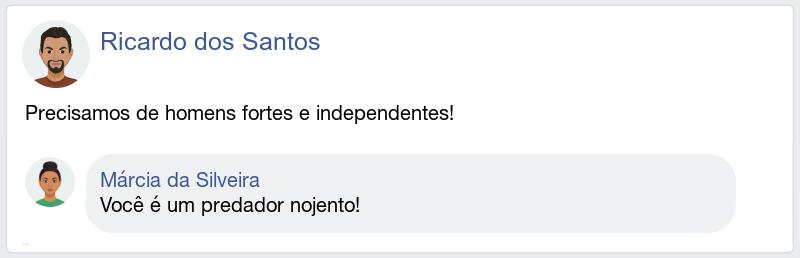 Ricardo dos Santos
Precisamos de homens fortes e independentes!
Márcia da Silveira
Você é um predador nojento!